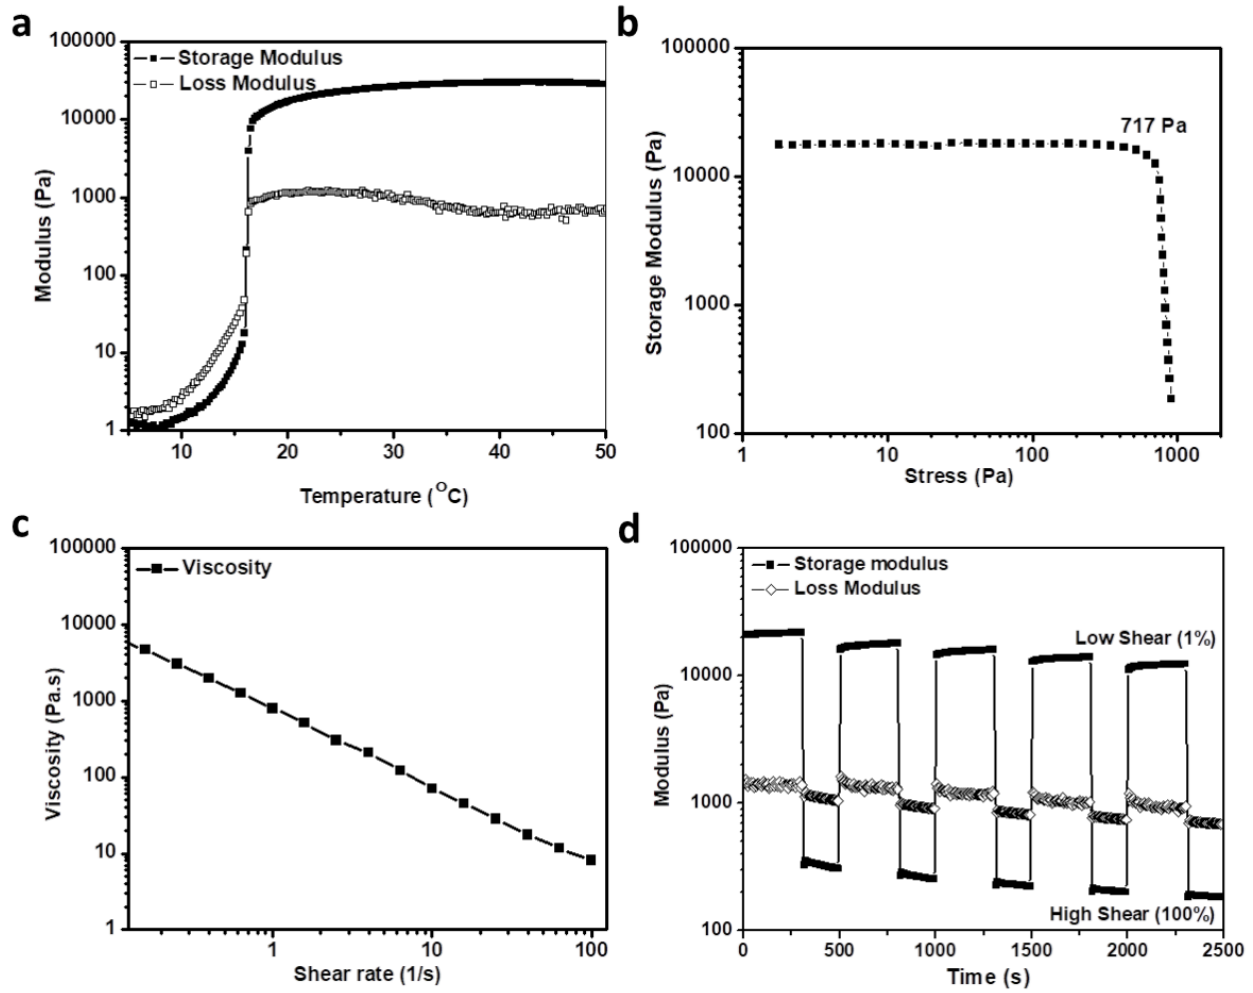 a
100000
10000
1000
100
10
1
Storage Modulus
Loss Modulus
Modulus (Pa)
10 20 30 40 50
Temperature (°C)
b
100000
10000
1000
100
717 Pa
Storage Modulus (Pa)
1 10 100 1000
Stress (Pa)
c
100000
10000
1000
100
10
1
Viscosity
Viscosity (Pa.s)
1 10 100
Shear rate (1/s)
d
100000
10000
1000
100
Storage modulus
Loss Modulus
Low Shear (1%)
High Shear (100%)
Modulus (Pa)
0 500 1000 1500 2000 2500
Time (s)